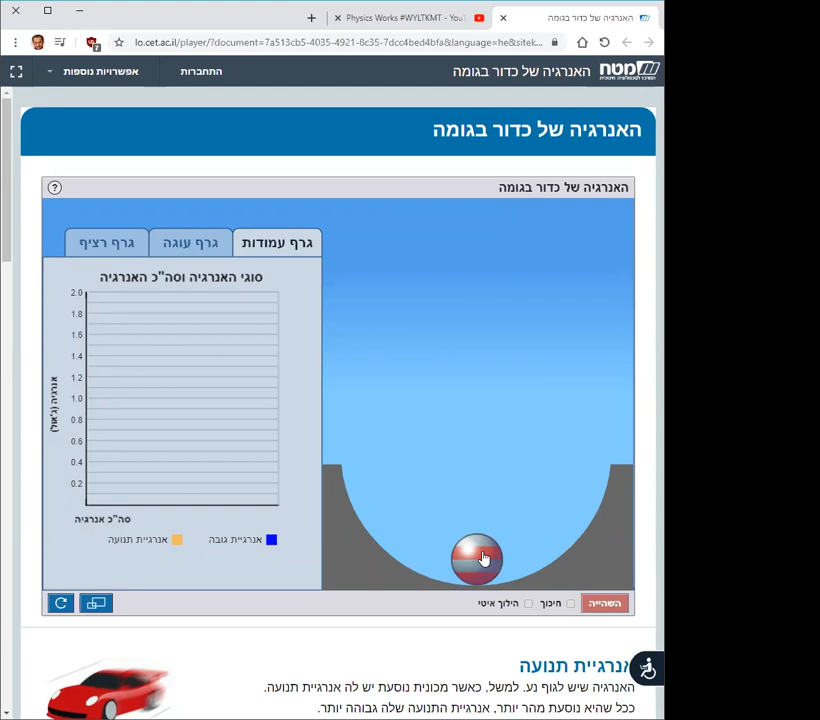 האנרגיה של כדור בגומה
Physics Works #WYLTKMT - YouT
lo.cet.ac.il/player/?document=7a513cb5-4035-4921-8c35-7dcc4bed4bfa&language=he&sitek...
7
מטח
האנרגיה של כדור בגומה
התחברות
אפשרויות נוספות
האנרגיה של כדור בגומה
האנרגיה של כדור בגומה
?
גרף עמודות
גרף עוגה
גרף רציף
סוגי האנרגיה וסה"כ האנרגיה
2.0
1.8
1.6
1.4
1.2
1.0
0.8
0.6
0.4
0.2
אנרגיה (ג'אול)
סה"כ אנרגיה
אנרגיית גובה
אנרגיית תנועה
השהייה
חיכוך
הילוך איטי
אנרגיית תנועה
האנרגיה שיש לגוף נע. למשל, כאשר מכונית נוסעת יש לה אנרגיית תנועה.
ככל שהיא נוסעת מהר יותר, אנרגיית התנועה שלה גבוהה יותר.